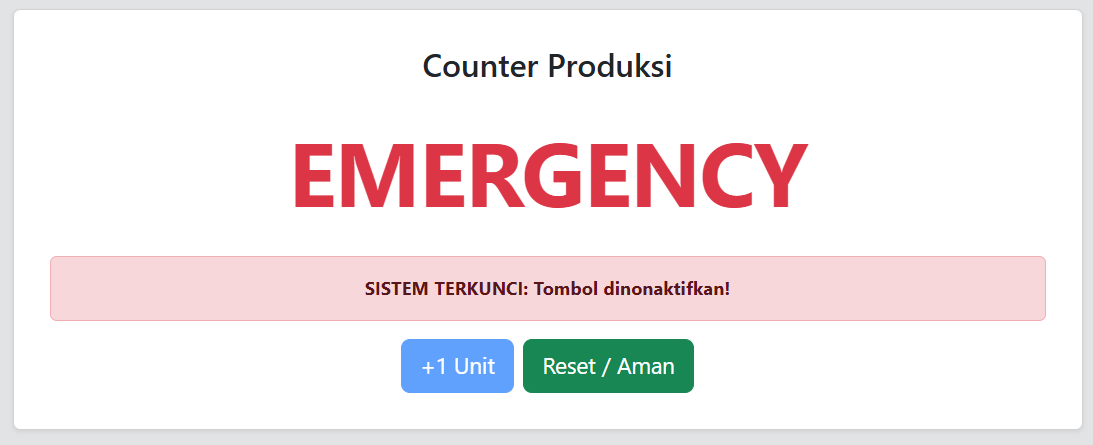 Counter Produksi
EMERGENCY
SISTEM TERKUNCI: Tombol dinonaktifkan!
+1 Unit
Reset / Aman